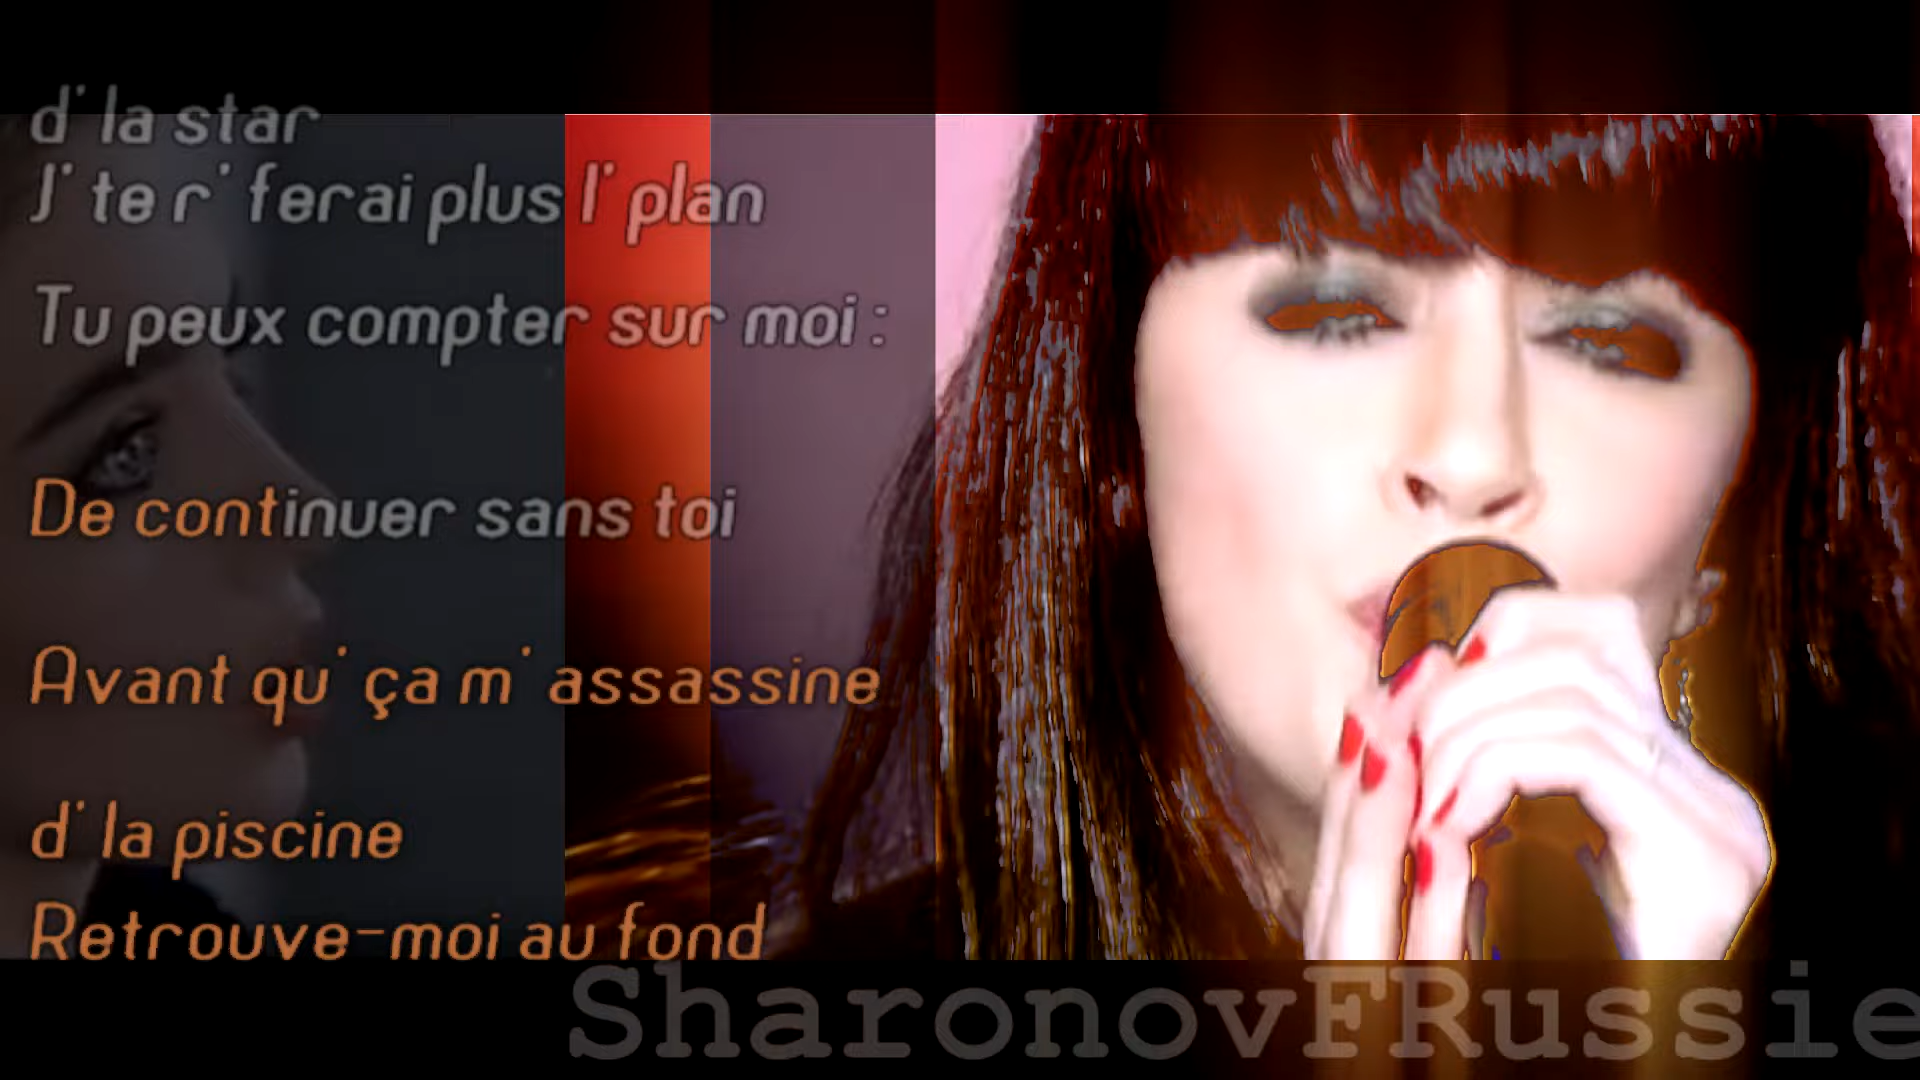 d' la star
J' te r' ferai plus l' plan
Tu peux compter sur moi :
De continuer sans toi
Avant qu' ça m' assassine
d' la piscine
Retrouve-moi au fond
SharonovFRussie